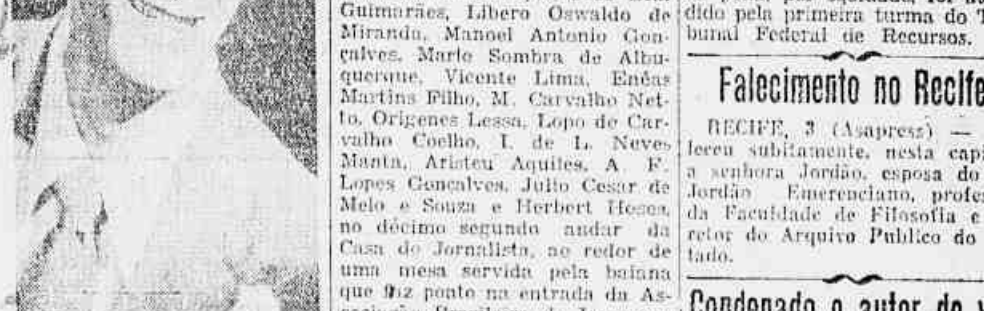 Guimarães, Libero Oswaldo de
Miranda, Manoel Antonio Gon-
çalves, Mario Sombra de Albu-
querque, Vicente Lima, Enéas
Martins Filho, M. Carvalho Net-
to, Origenes Lessa, Lopo de Car-
valho Coelho, I. de L. Neves
Manta, Aristeu Aquiles, A. F.
Lopes Gonçalves, Julio Cesar de
Melo e Souza e Herbert Hoses,
no décimo segundo andar da
Casa do Jornalista, ao redor de
uma mesa servida pela baiana
que faz ponto na entrada da As-
dido pela primeira turma do T
bunal Federal de Recursos.
Falecimento no Recife
RECIFE, 3 (Asapress) —
leceu subitamente, nesta capi
a senhora Jordão, esposa do
Jordão Emerenciano, profes
da Faculdade de Filosofia e
retor do Arquivo Publico do
tado.
Condenado o autor de v